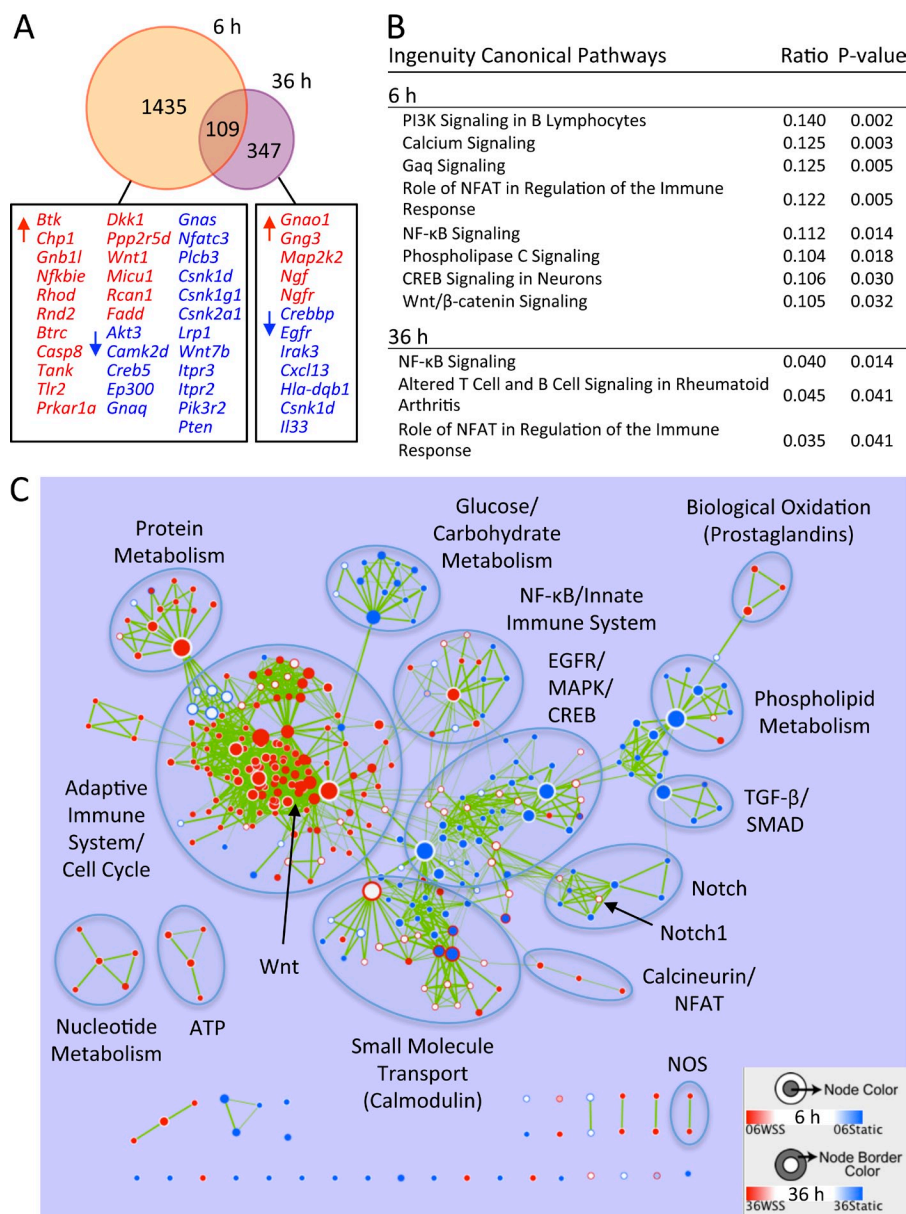 A
6 h
36 h
1435
109
347
Btk
Chp1
Gnb1l
Nfkbie
Rhod
Rnd2
Btrc
Casp8
Tank
Tlr2
Prkar1a
Dkk1
Ppp2r5d
Wnt1
Micu1
Rcan1
Fadd
Akt3
Camk2d
Creb5
Ep300
Gnaq
Gnas
Nfatc3
Plcb3
Csnk1d
Csnk1g1
Csnk2a1
Lrp1
Wnt7b
Itpr3
Itpr2
Pik3r2
Pten
Gnao1
Gng3
Map2k2
Ngf
Ngfr
Crebbp
Egfr
Irak3
Cxcl13
Hla-dqb1
Csnk1d
Il33
B
Ingenuity Canonical Pathways Ratio P-value
6 h
PI3K Signaling in B Lymphocytes 0.140 0.002
Calcium Signaling 0.125 0.003
Gaq Signaling 0.125 0.005
Role of NFAT in Regulation of the Immune
Response 0.122 0.005
NF-κB Signaling 0.112 0.014
Phospholipase C Signaling 0.104 0.018
CREB Signaling in Neurons 0.106 0.030
Wnt/β-catenin Signaling 0.105 0.032
36 h
NF-κB Signaling 0.040 0.014
Altered T Cell and B Cell Signaling in Rheumatoid
Arthritis 0.045 0.041
Role of NFAT in Regulation of the Immune
Response 0.035 0.041
C
Protein
Metabolism
Glucose/
Carbohydrate
Metabolism
Biological Oxidation
(Prostaglandins)
NF-κB/Innate
Immune System
EGFR/
MAPK/
CREB
Phospholipid
Metabolism
Adaptive
Immune
System/
Cell Cycle
TGF-β/
SMAD
Notch
Notch1
Wnt
Calcineurin/
NFAT
Nucleotide
Metabolism
ATP
Small Molecule
Transport
(Calmodulin)
NOS
Node Color
6 h
06WSS 06Static
Node Border
Color
36 h
36WSS 36Static